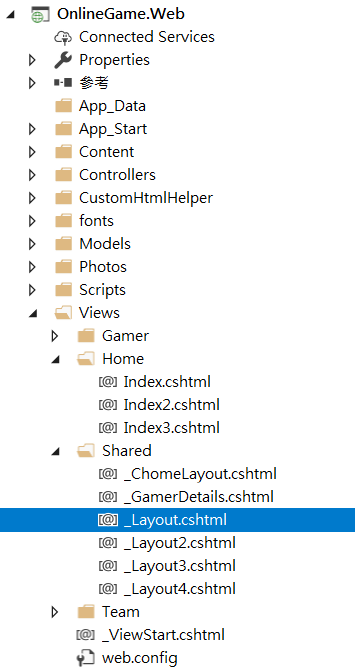 OnlineGame.Web
Connected Services
Properties
參考
App_Data
App_Start
Content
Controllers
CustomHtmlHelper
fonts
Models
Photos
Scripts
Views
Gamer
Home
[@] Index.cshtml
[@] Index2.cshtml
[@] Index3.cshtml
Shared
[@] _ChomeLayout.cshtml
[@] _GamerDetails.cshtml
[@] _Layout.cshtml
[@] _Layout2.cshtml
[@] _Layout3.cshtml
[@] _Layout4.cshtml
Team
[@] _ViewStart.cshtml
web.config